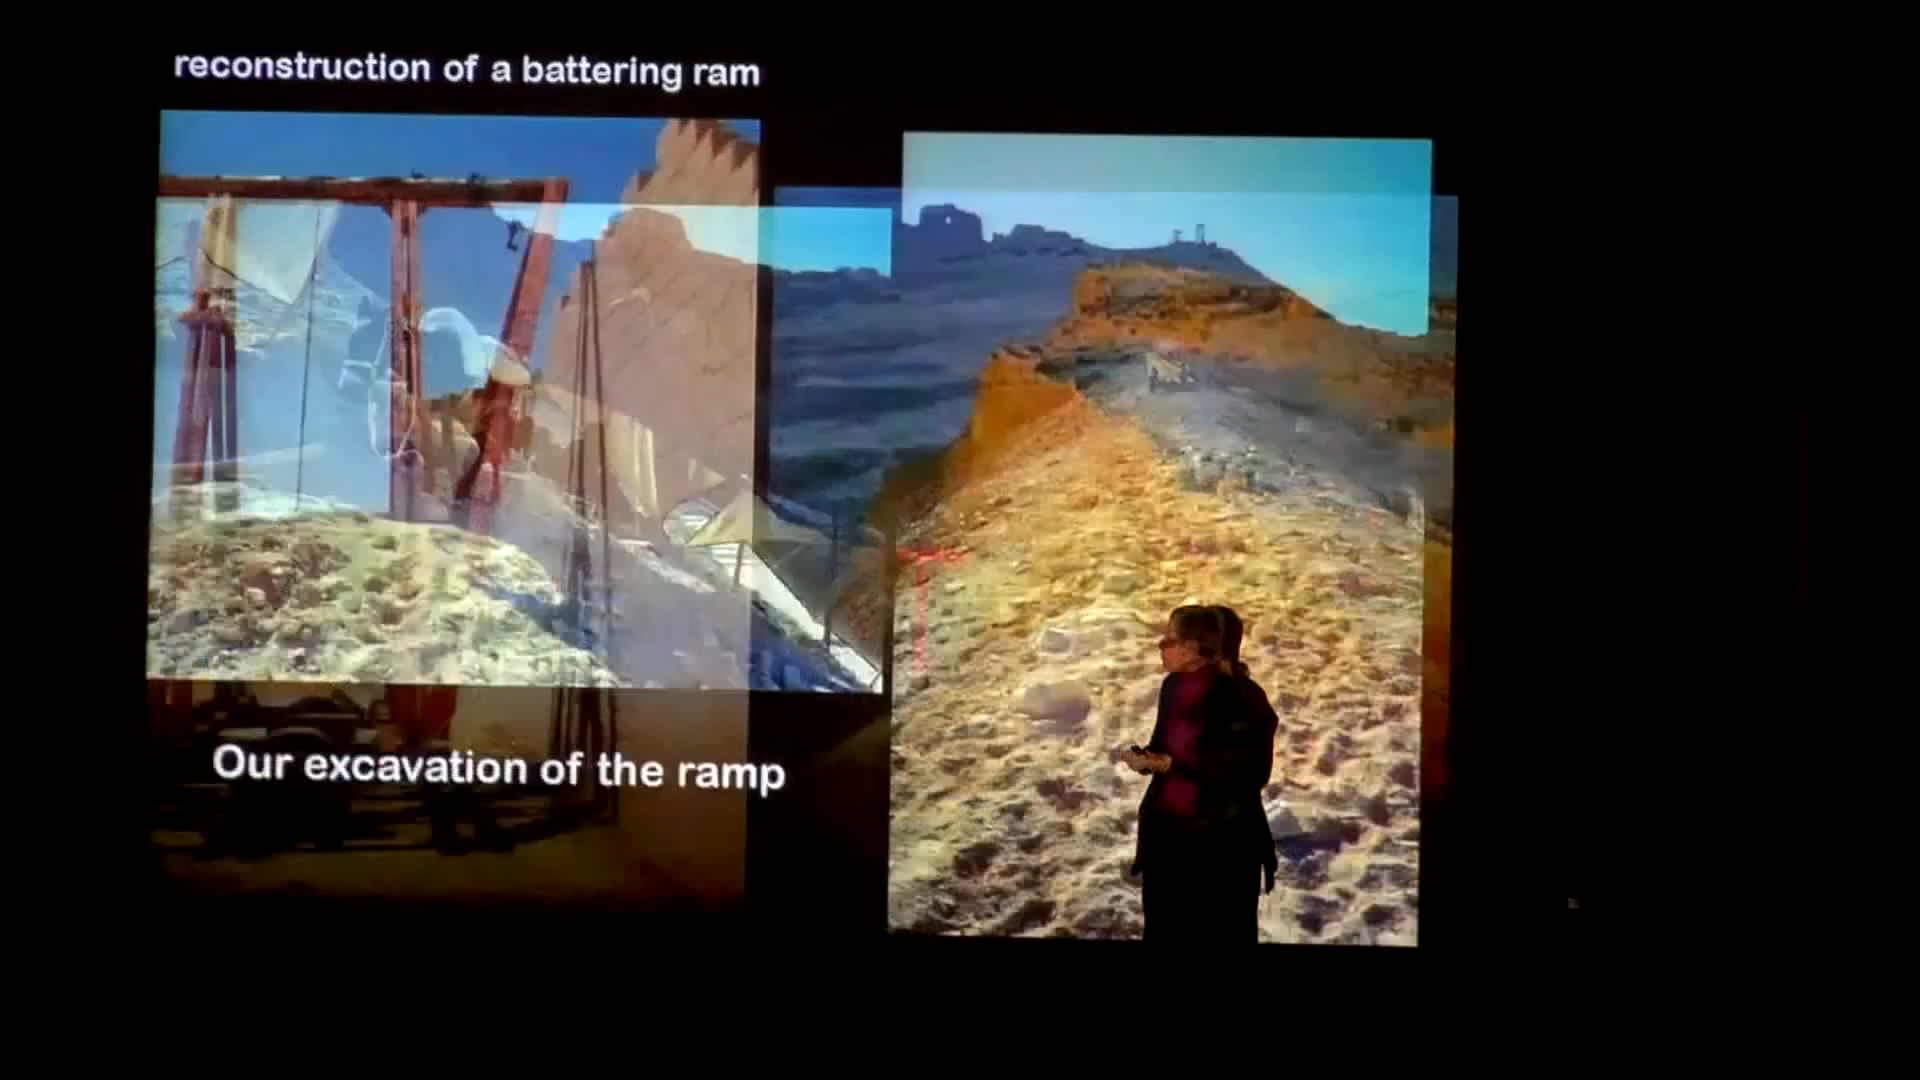 reconstruction of a battering ram
Our excavation of the ramp